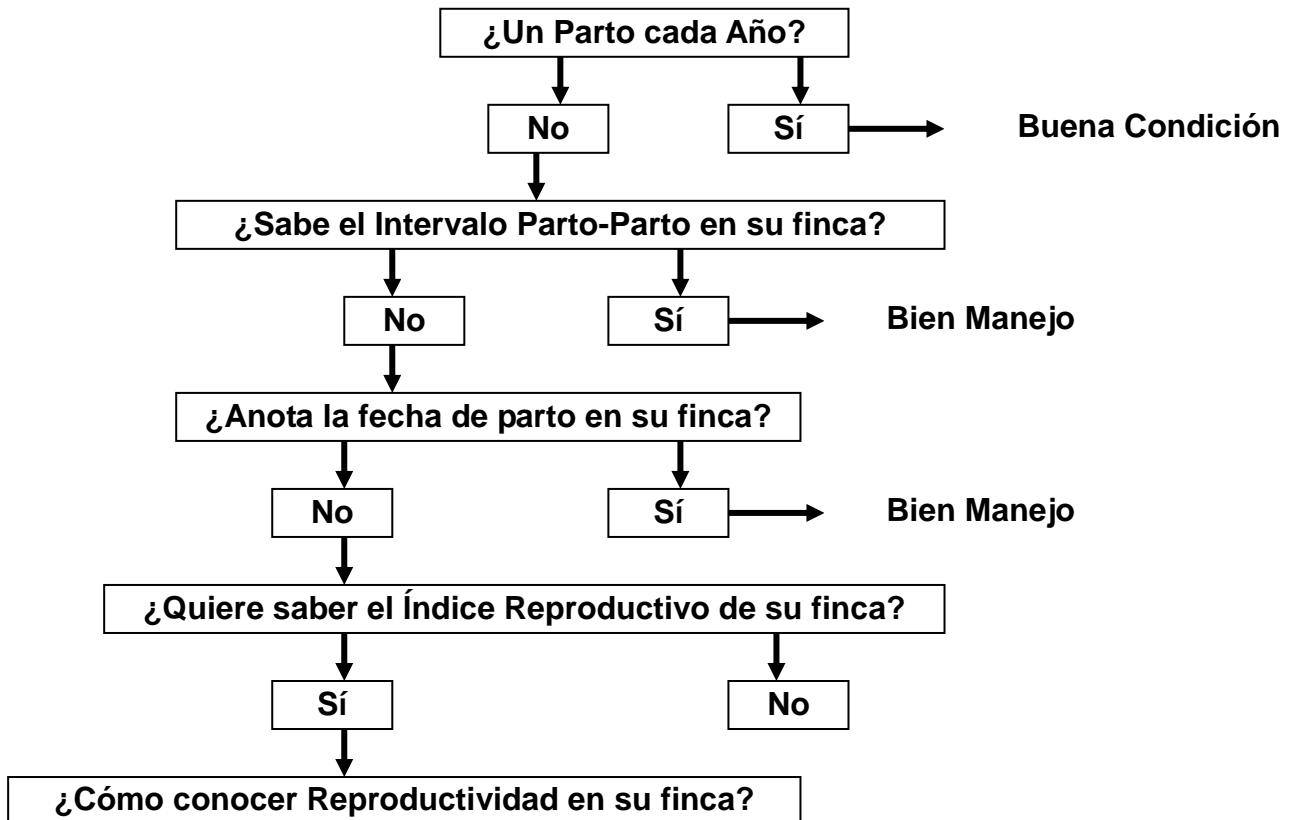 ¿Un Parto cada Año?
No
Sí
Buena Condición
¿Sabe el Intervalo Parto-Parto en su finca?
No
Sí
Bien Manejo
¿Anota la fecha de parto en su finca?
No
Sí
Bien Manejo
¿Quiere saber el Índice Reproductivo de su finca?
Sí
No
¿Cómo conocer Reproductividad en su finca?